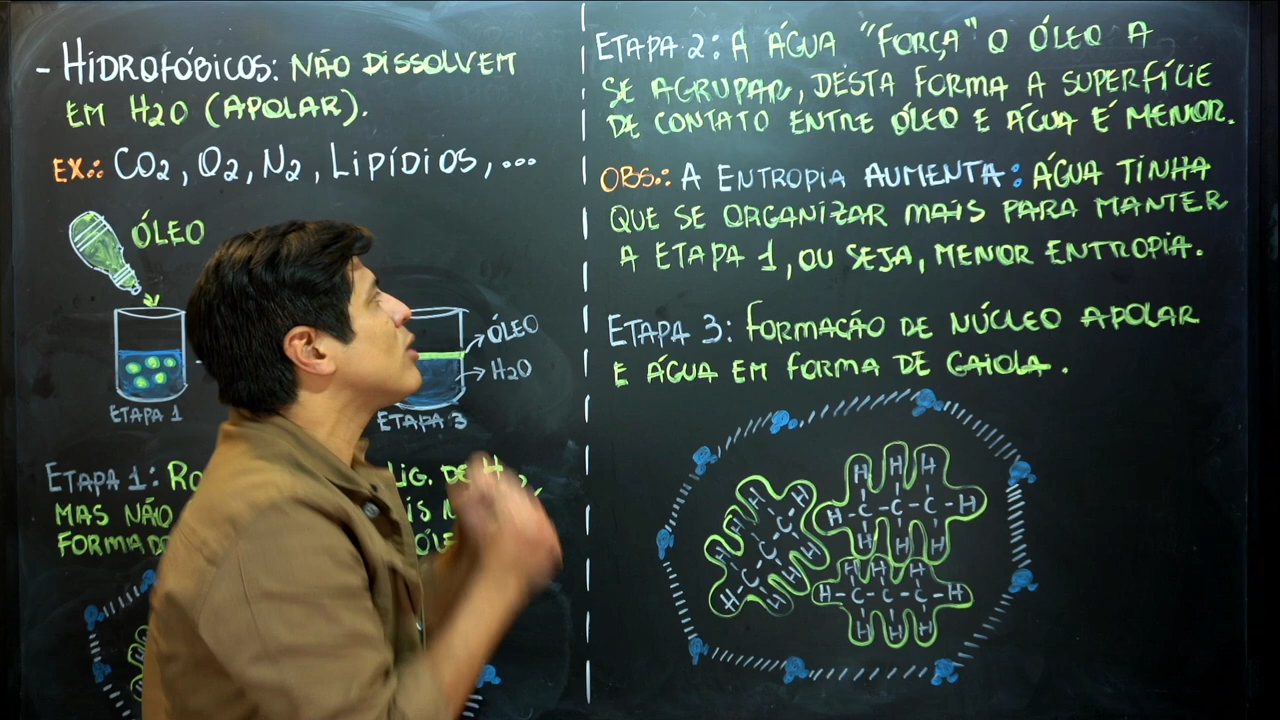 - HIDROFÓBICOS: NÃO DISSOLVEM
EM H2O (APOLAR).
EX.: CO2, O2, N2, LIPÍDIOS, ...
ÓLEO
ETAPA 1
ÓLEO
H2O
ETAPA 3
ETAPA 1: LIG. DE H
MAS NÃO
FORMADO
ETAPA 2: A ÁGUA "FORÇA" O ÓLEO A
SE AGRUPAR, DESTA FORMA A SUPERFÍCIE
DE CONTATO ENTRE ÓLEO E ÁGUA É MENOR.
OBS.: A ENTROPIA AUMENTA: ÁGUA TINHA
QUE SE ORGANIZAR MAIS PARA MANTER
A ETAPA 1, OU SEJA, MENOR ENTROPIA.
ETAPA 3: FORMAÇÃO DE NÚCLEO APOLAR
E ÁGUA EM FORMA DE GAIOLA.
H H H
H-C-C-C-H
H H H
H H H
H-C-C-C-H
H H H